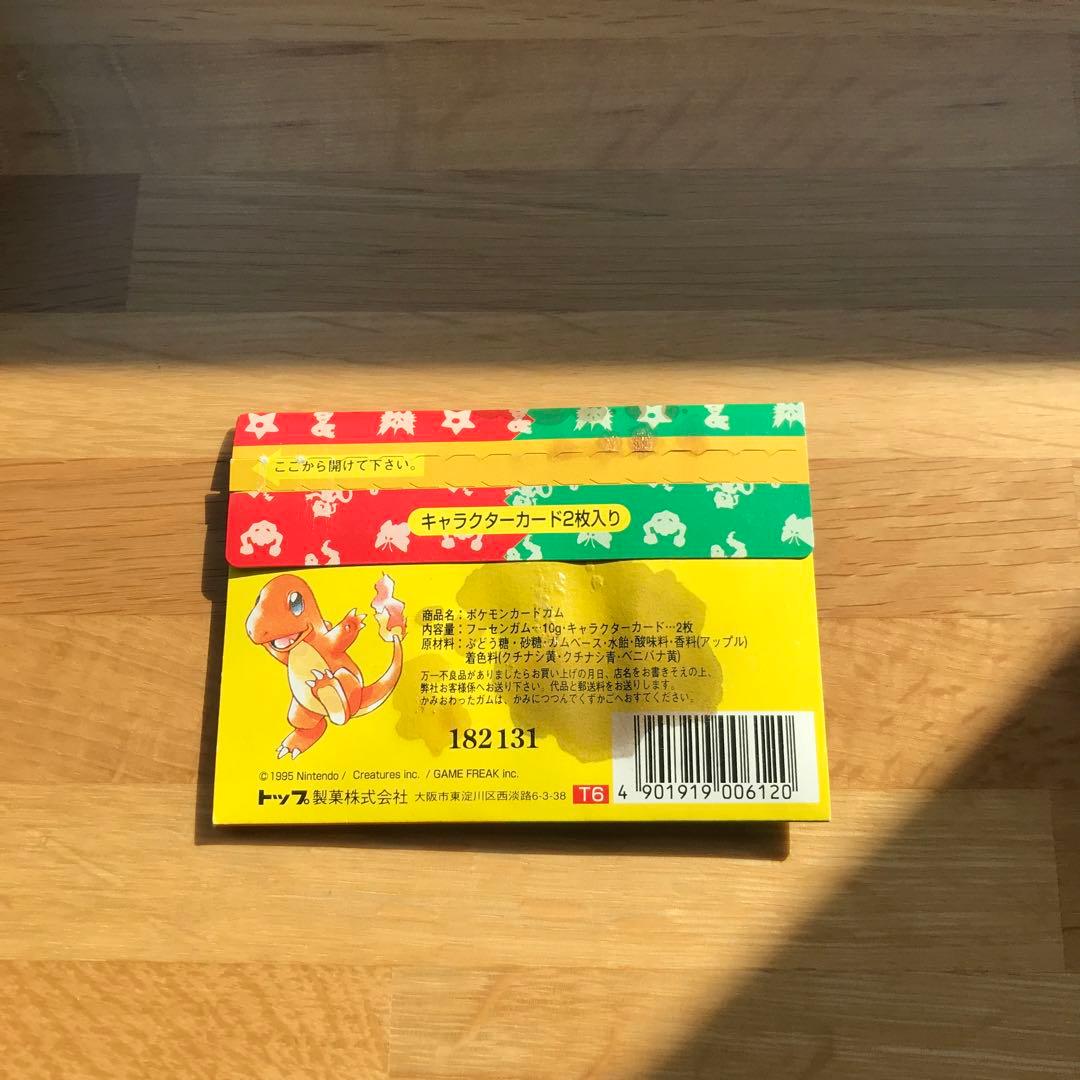 ここから開けて下さい。
キャラクターカード2枚入り
商品名:ポケモンカードガム
内容量:フーセンガム…10g・キャラクターカード…2枚
原材料:ぶどう糖・砂糖・ガムベース・水飴・酸味料・香料(アップル)
着色料(クチナシ黄・クチナシ青・ベニバナ黄)
万一不良品がありましたらお買い上げの月日、店名をお書きそえの上、
弊社お客様係へお送り下さい。代品と郵送料をお送りします。
かみおわったガムは、かみにつつんでくずかごへおすてください。
182131
©1995 Nintendo / Creatures inc. / GAME FREAK inc.
トップ製菓株式会社 大阪市東淀川区西淡路6-3-38 T6
4 901919 006120